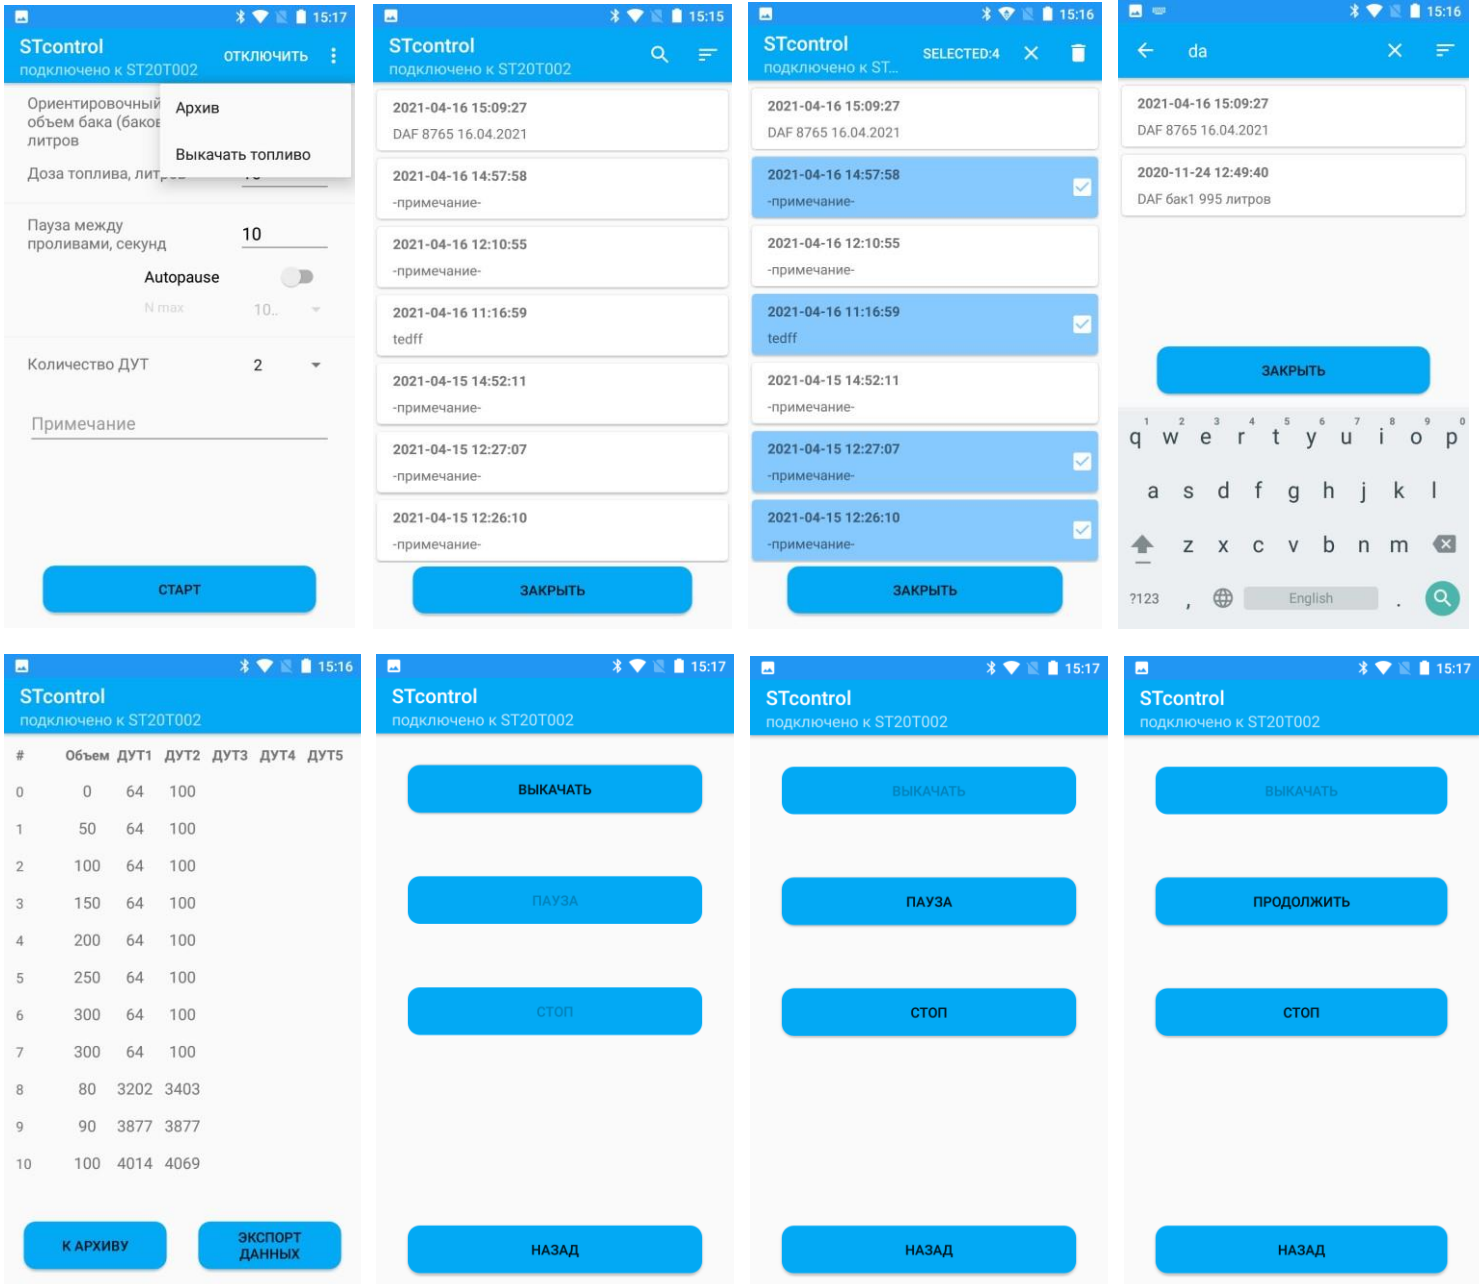 15:17
STcontrol
ОТКЛЮЧИТЬ
подключено к ST20T002
Архив
Выкачать топливо
Ориентировочный
объем бака (баков
литров
Доза топлива,
Пауза между
проливами, секунд
10
Autopause
N max
10..
Количество ДУТ
2
Примечание
СТАРТ
15:15
STcontrol
подключено к ST20T002
2021-04-16 15:09:27
DAF 8765 16.04.2021
2021-04-16 14:57:58
-примечание-
2021-04-16 12:10:55
-примечание-
2021-04-16 11:16:59
tedff
2021-04-15 14:52:11
-примечание-
2021-04-15 12:27:07
-примечание-
2021-04-15 12:26:10
-примечание-
ЗАКРЫТЬ
15:16
STcontrol
подключено к ST...
SELECTED:4
2021-04-16 15:09:27
DAF 8765 16.04.2021
2021-04-16 14:57:58
-примечание-
2021-04-16 12:10:55
-примечание-
2021-04-16 11:16:59
tedff
2021-04-15 14:52:11
-примечание-
2021-04-15 12:27:07
-примечание-
2021-04-15 12:26:10
-примечание-
ЗАКРЫТЬ
15:16
da
2021-04-16 15:09:27
DAF 8765 16.04.2021
2020-11-24 12:49:40
DAF бак1 995 литров
ЗАКРЫТЬ
1 2 3 4 5 6 7 8 9 0
q w e r t y u i o p
a s d f g h j k l
z x c v b n m
?123 , English .
15:16
STcontrol
подключено к ST20T002
# Объем ДУТ1 ДУТ2 ДУТ3 ДУТ4 ДУТ5
0 0 64 100
1 50 64 100
2 100 64 100
3 150 64 100
4 200 64 100
5 250 64 100
6 300 64 100
7 300 64 100
8 80 3202 3403
9 90 3877 3877
10 100 4014 4069
К АРХИВУ
ЭКСПОРТ
ДАННЫХ
15:17
STcontrol
подключено к ST20T002
ВЫКАЧАТЬ
ПАУЗА
СТОП
НАЗАД
15:17
STcontrol
подключено к ST20T002
ВЫКАЧАТЬ
ПАУЗА
СТОП
НАЗАД
15:17
STcontrol
подключено к ST20T002
ВЫКАЧАТЬ
ПРОДОЛЖИТЬ
СТОП
НАЗАД